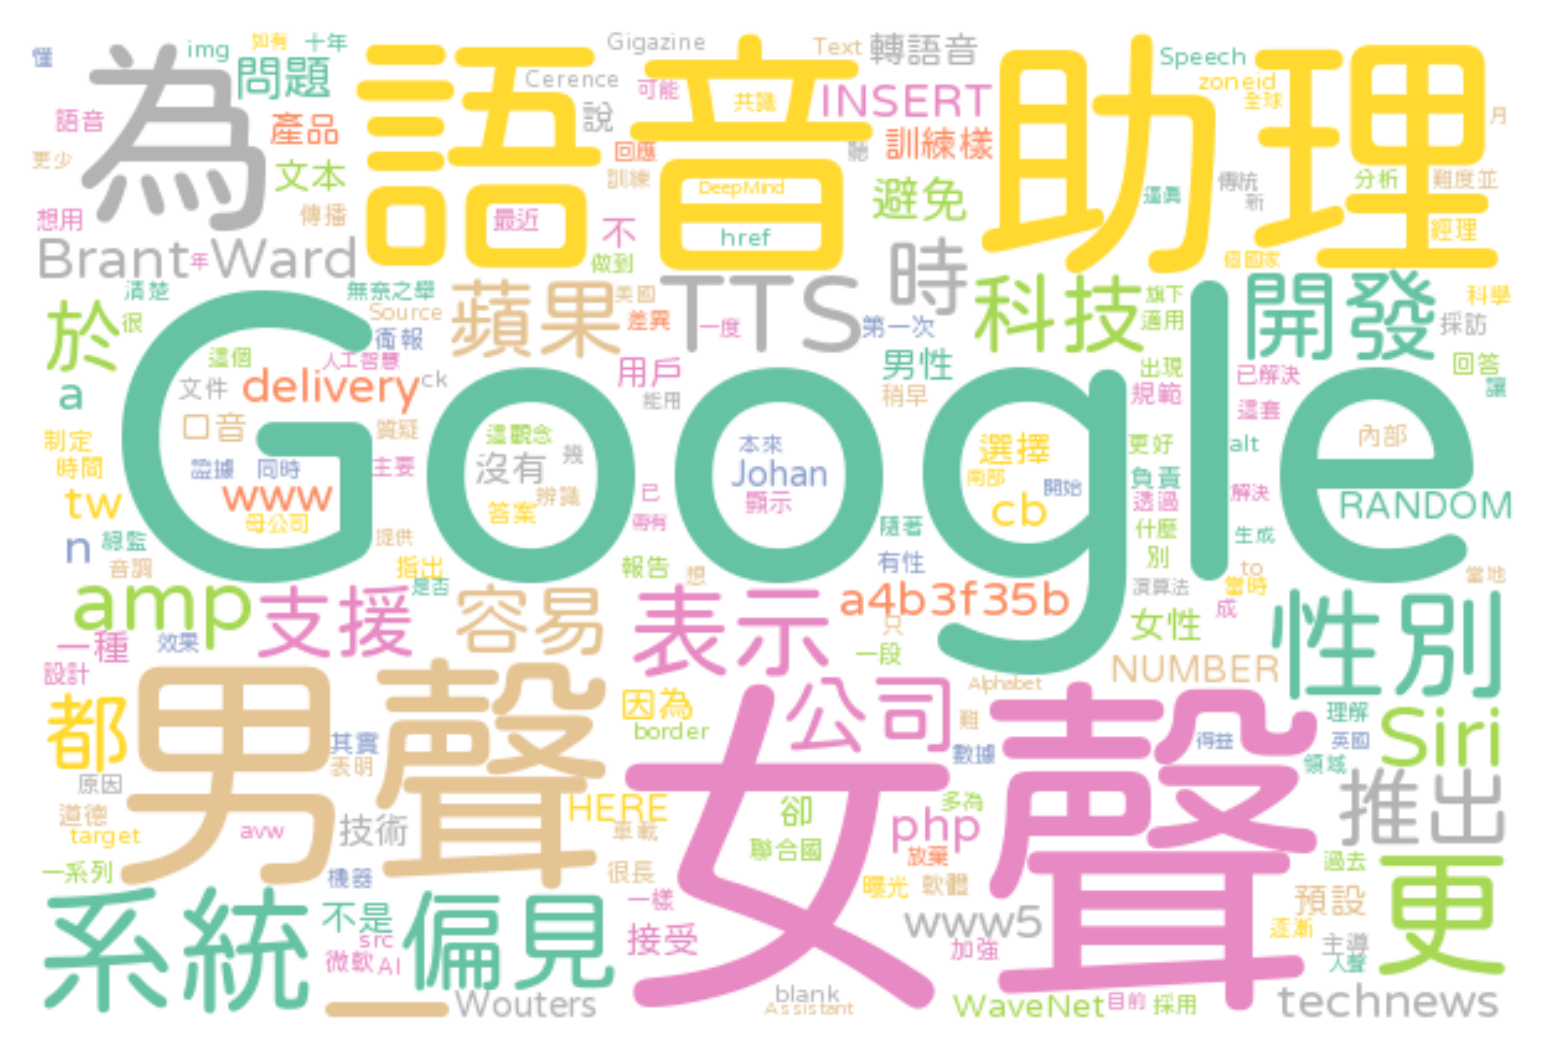 懂
img
如有
十年
Gigazine
Text
轉語音
Speech
為
語音助理
問題
Cerence
可能
共識
INSERT
zoneid
全球
月
語音
產品
說
回應
聽
訓練樣
更少
文本
訓練
DeepMind
避免
這真
傳統
新
分析
難度並
想用
傳播
最近
不
href
經理
Brant
年
Ward
做到
時
個國家
清楚
無奈之舉
蘋果
美國
TTS
科技
旗下
開發
科學
於
很
Source
差異
一度
第一次
適用
採訪
衛報
Google
這個
人工智慧
用戶
男性
出現
已解決
回答
文件
delivery
ck
能用
稍早
規範
這套
讓
a
口音
質疑
制定
這觀念
本來
選擇
更好
alt
內部
時間
證據
同時
主要
沒有
幾
Johan
南部
開始
負責
tw
www
辨識
已
顯示
cb
透過
解決
RANDOM
母公司
答案
帶有
隨著
什麼
生成
n
總監
提供
別
音調
指出
報告
想
有性
to
當地
是否
演算法
當時
amp
支援
容易
表示
a4b3f35b
成
性別
只
女性
一種
效果
一段
設計
NUMBER
Alphabet
男聲
都
因為
公司
難
女聲
理解
Siri
border
其實
數據
得益
英國
表明
領域
原因
推出
道德
HERE
卻
多為
target
avw
技術
車載
php
聯合國
放棄
過去
一系列
機器
很長
曝光
軟體
更
系統
不是
偏見
一樣
www5
預設
src
接受
加強
逐漸
主導
微軟
AI
人聲
一
Wouters
blank
Assistant
WaveNet
目前
採用
technews